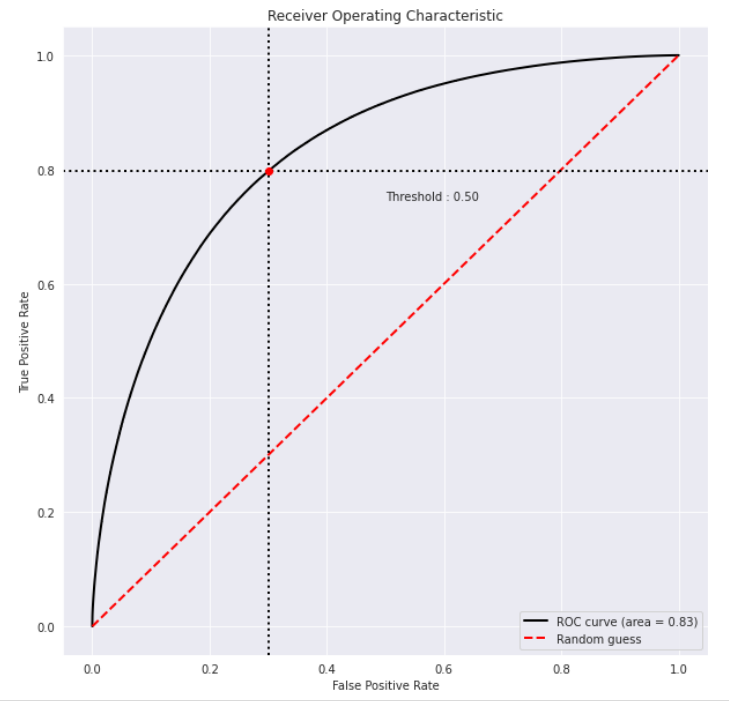 Receiver Operating Characteristic
1.0
0.8
Threshold : 0.50
0.6
True Positive Rate
0.4
0.2
0.0
ROC curve (area = 0.83)
Random guess
0.0 0.2 0.4 0.6 0.8 1.0
False Positive Rate